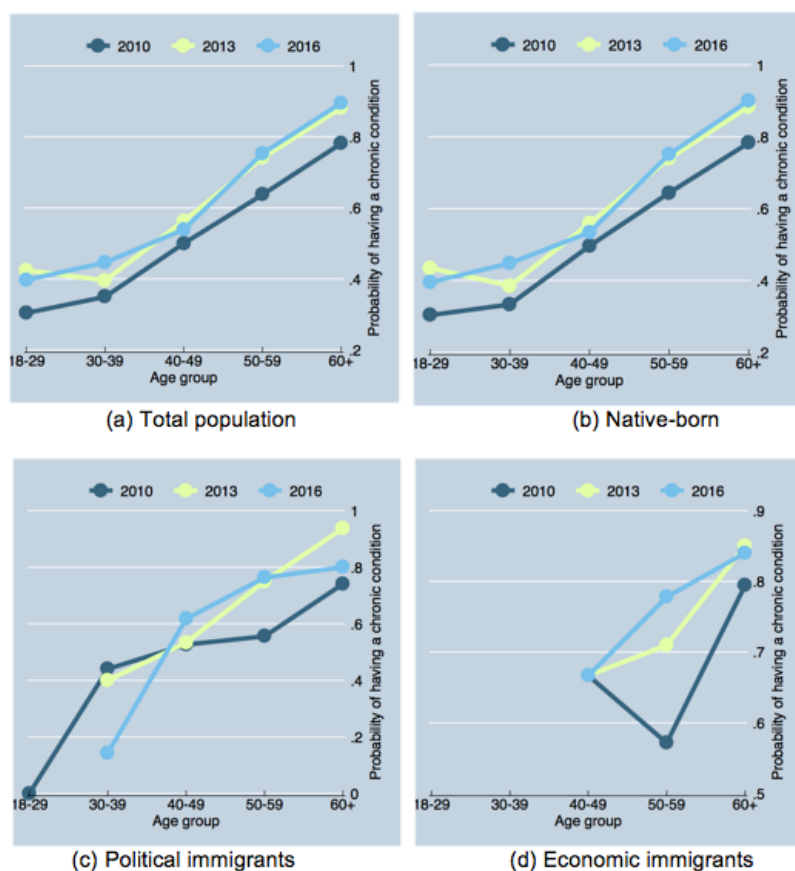 2010 2013 2016
1
.8
.6
.4
.2
Probability of having a chronic condition
18-29 30-39 40-49 50-59 60+
Age group
(a) Total population
2010 2013 2016
1
.8
.6
.4
.2
Probability of having a chronic condition
18-29 30-39 40-49 50-59 60+
Age group
(b) Native-born
2010 2013 2016
1
.8
.6
.4
.2
0
Probability of having a chronic condition
18-29 30-39 40-49 50-59 60+
Age group
(c) Political immigrants
2010 2013 2016
.9
.8
.7
.6
.5
Probability of having a chronic condition
18-29 30-39 40-49 50-59 60+
Age group
(d) Economic immigrants